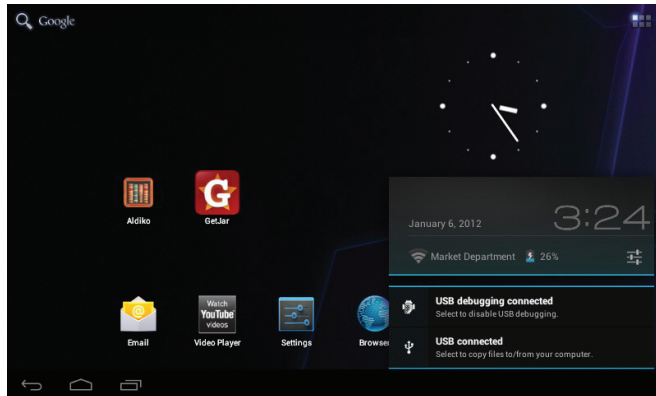 Google
Aldiko
GetJar
G
January 6, 2012
3:24
Market Department
26%
Watch
YouTube
videos
Email
Video Player
Settings
Browser
USB debugging connected
Select to disable USB debugging.
USB connected
Select to copy files to/from your computer.